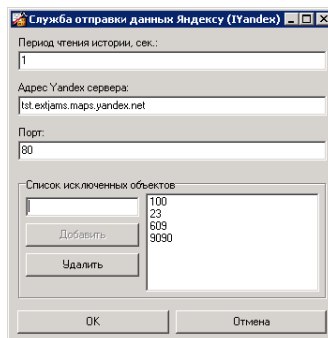 Служба отправки данных Яндексу (IYandex)
Период чтения истории, сек.:
1
Адрес Yandex сервера:
tst.extjams.maps.yandex.net
Порт:
80
Список исключенных объектов
100
23
609
9090
Добавить
Удалить
OK
Отмена